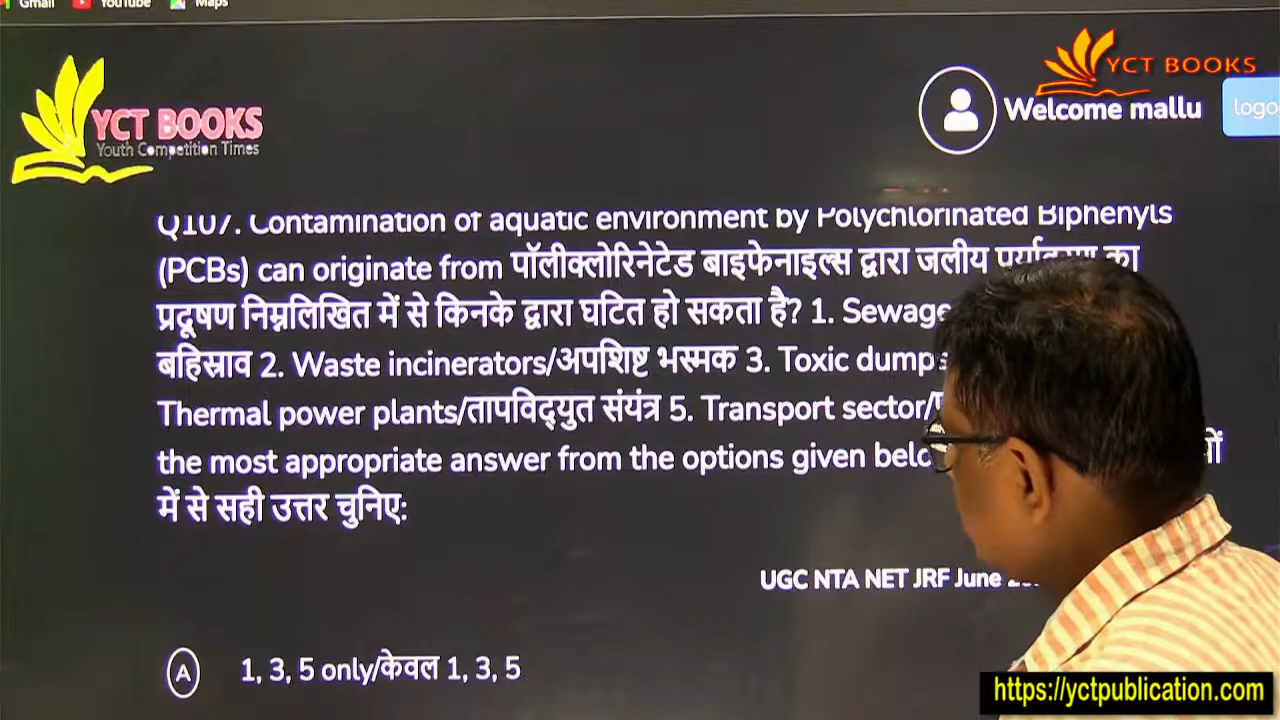 Gmail YouTube Maps
YCT BOOKS
YCT BOOKS
Youth Competition Times
Welcome mallu
logo
Q107. Contamination of aquatic environment by Polychlorinated Biphenyls
(PCBs) can originate from पॉलीक्लोरिनेटेड बाइफेनाइल्स द्वारा जलीय पर्यावरण का
प्रदूषण निम्नलिखित में से किनके द्वारा घटित हो सकता है? 1. Sewage
बहिस्राव 2. Waste incinerators/अपशिष्ट भस्मक 3. Toxic dumps
Thermal power plants/तापविद्युत संयंत्र 5. Transport sector/
the most appropriate answer from the options given
में से सही उत्तर चुनिए:
UGC NTA NET JRF June
A 1, 3, 5 only/केवल 1, 3, 5
https://yctpublication.com